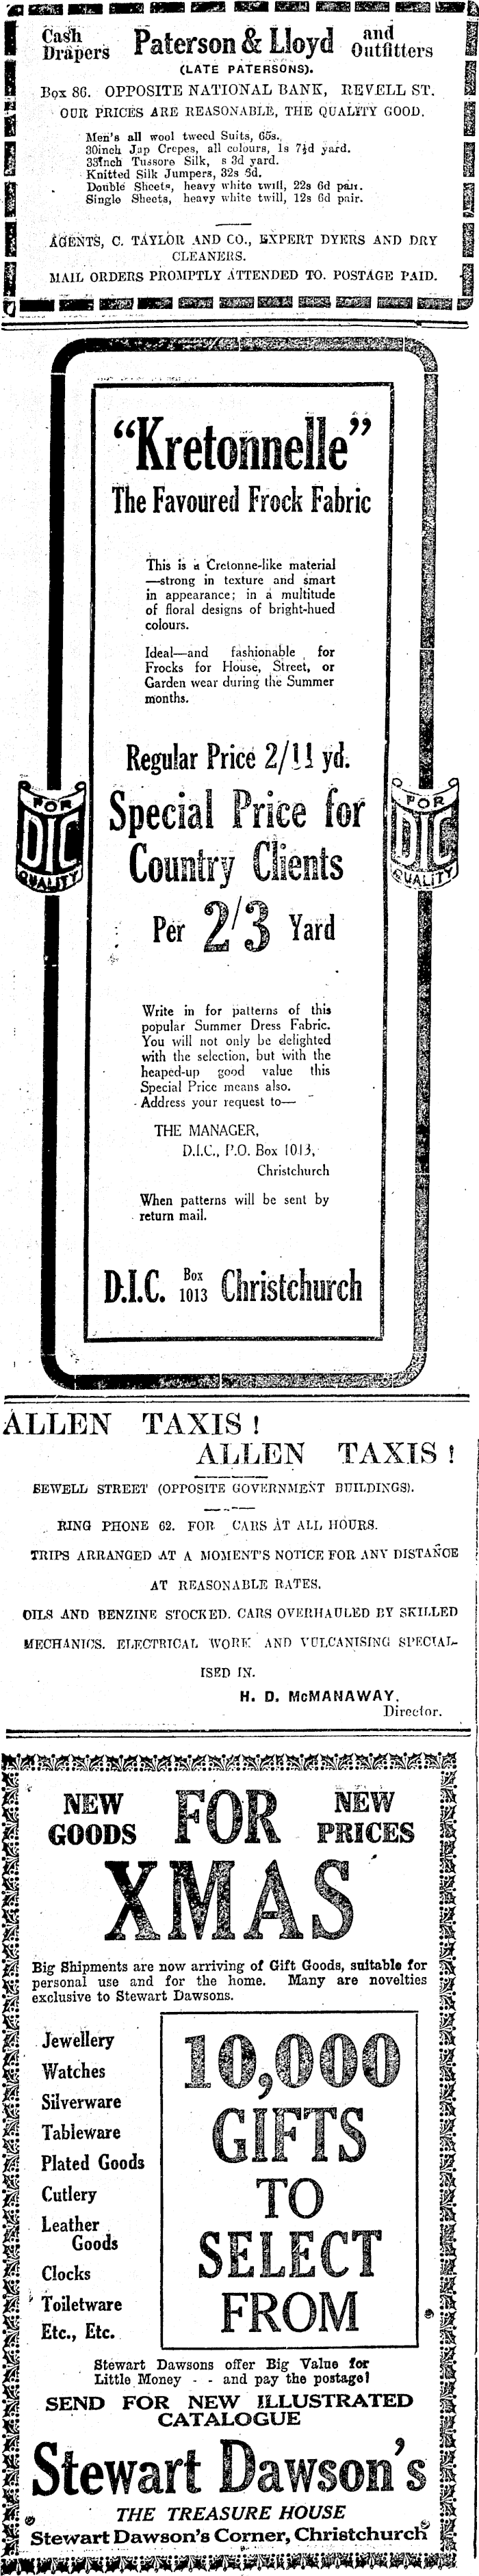 Cash Drapers Paterson & Lloyd and Outfitters
(LATE PATERSONS).
Box 86. OPPOSITE NATIONAL BANK, REVELL ST.
OUR PRICES ARE REASONABLE, THE QUALITY GOOD.
Men's all wool tweed Suits, 65s.
30inch Jap Crepes, all colours, 1s 7½d yard.
33inch Tussore Silk, s 3d yard.
Knitted Silk Jumpers, 32s 6d.
Double Sheets, heavy white twill, 22s 6d pair.
Single Sheets, heavy white twill, 12s 6d pair.
AGENTS, C. TAYLOR AND CO., EXPERT DYERS AND DRY
CLEANERS.
MAIL ORDERS PROMPTLY ATTENDED TO. POSTAGE PAID.
"Kretonnelle"
The Favoured Frock Fabric
This is a Cretonne-like material
—strong in texture and smart
in appearance; in a multitude
of floral designs of bright-hued
colours.
Ideal—and fashionable for
Frocks for House, Street, or
Garden wear during the Summer
months.
Regular Price 2/11 yd.
Special Price for
Country Clients
Per 2/3 Yard
FOR DIC QUALITY
FOR DIC QUALITY
Write in for patterns of this
popular Summer Dress Fabric.
You will not only be delighted
with the selection, but with the
heaped-up good value this
Special Price means also.
Address your request to—
THE MANAGER,
D.I.C., P.O. Box 1013,
Christchurch
When patterns will be sent by
return mail.
D.I.C. Box 1013 Christchurch
ALLEN TAXIS!
ALLEN TAXIS!
SEWELL STREET (OPPOSITE GOVERNMENT BUILDINGS).
RING PHONE 62. FOR CARS AT ALL HOURS.
TRIPS ARRANGED AT A MOMENT'S NOTICE FOR ANY DISTANCE
AT REASONABLE RATES.
OILS AND BENZINE STOCKED. CARS OVERHAULED BY SKILLED
MECHANICS. ELECTRICAL WORK AND VULCANISING SPECIAL-
ISED IN.
H. D. McMANAWAY,
Director.
NEW GOODS FOR NEW PRICES
XMAS
Big Shipments are now arriving of Gift Goods, suitable for
personal use and for the home. Many are novelties
exclusive to Stewart Dawsons.
Jewellery
Watches
Silverware
Tableware
Plated Goods
Cutlery
Leather
Goods
Clocks
Toiletware
Etc., Etc.
10,000
GIFTS
TO
SELECT
FROM
Stewart Dawsons offer Big Value for
Little Money - - and pay the postage!
SEND FOR NEW ILLUSTRATED
CATALOGUE
Stewart Dawson's
THE TREASURE HOUSE
Stewart Dawson's Corner, Christchurch